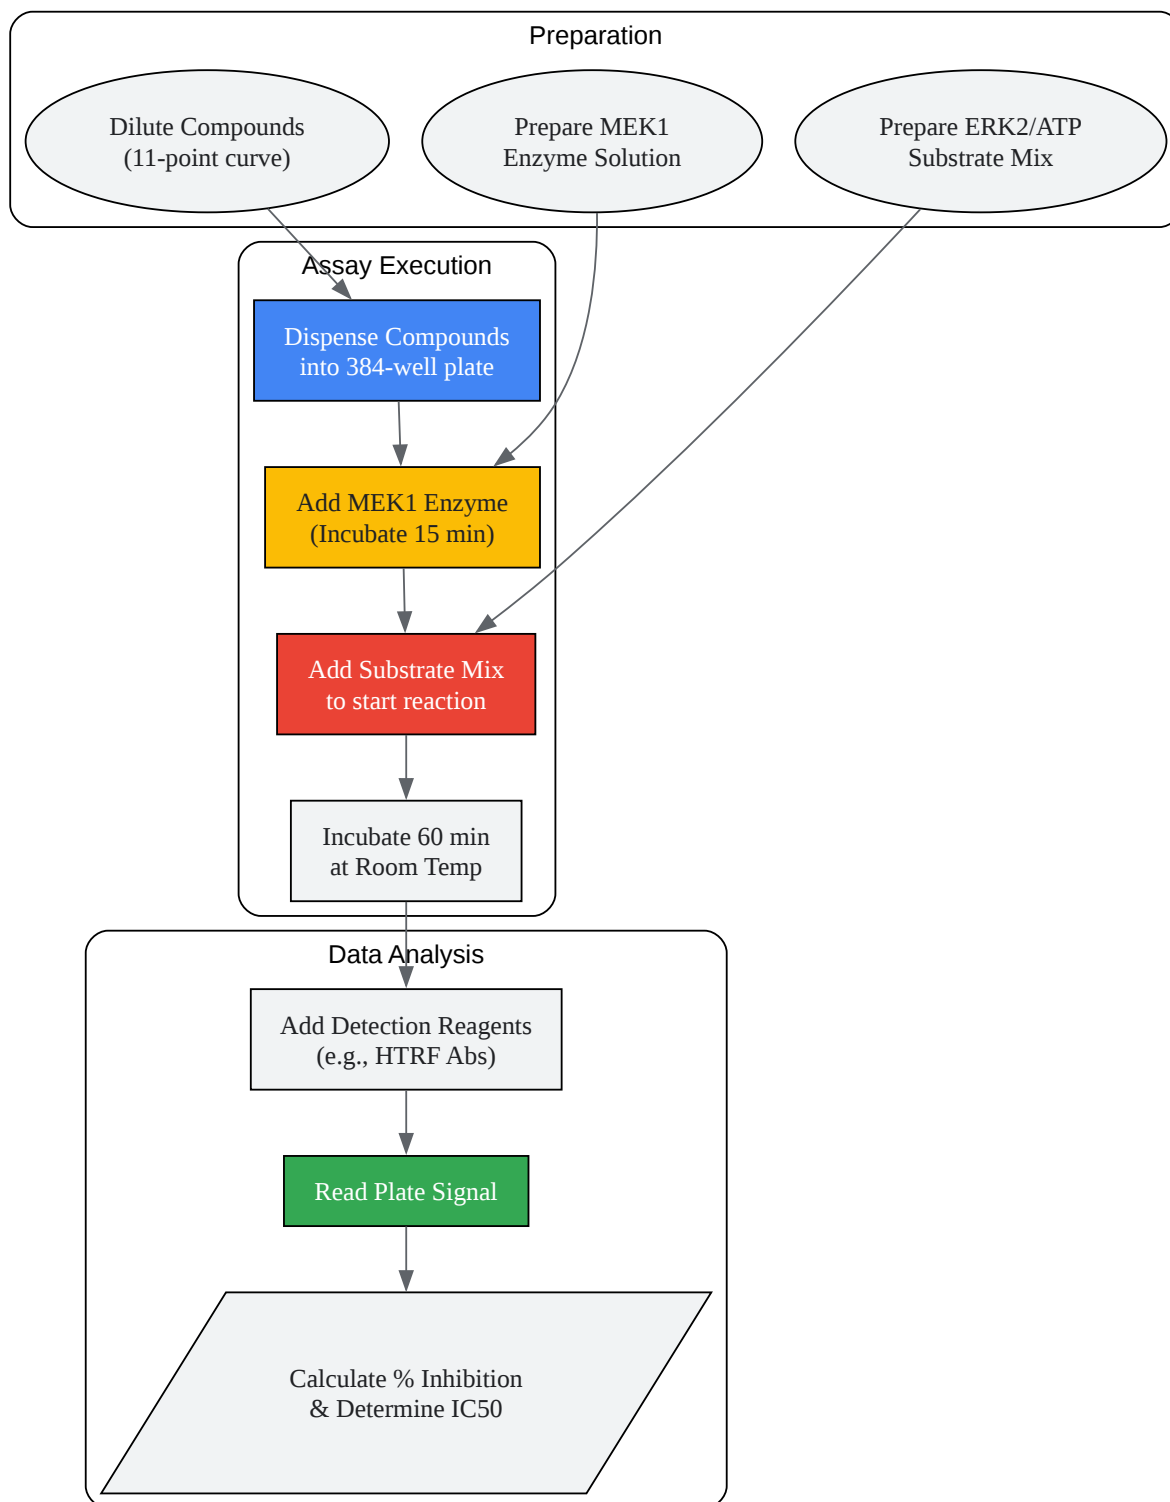 Preparation
Dilute Compounds
(11-point curve)
Prepare MEK1
Enzyme Solution
Prepare ERK2/ATP
Substrate Mix
Assay Execution
Dispense Compounds
into 384-well plate
Add MEK1 Enzyme
(Incubate 15 min)
Add Substrate Mix
to start reaction
Incubate 60 min
at Room Temp
Data Analysis
Add Detection Reagents
(e.g., HTRF Abs)
Read Plate Signal
Calculate % Inhibition
& Determine IC50